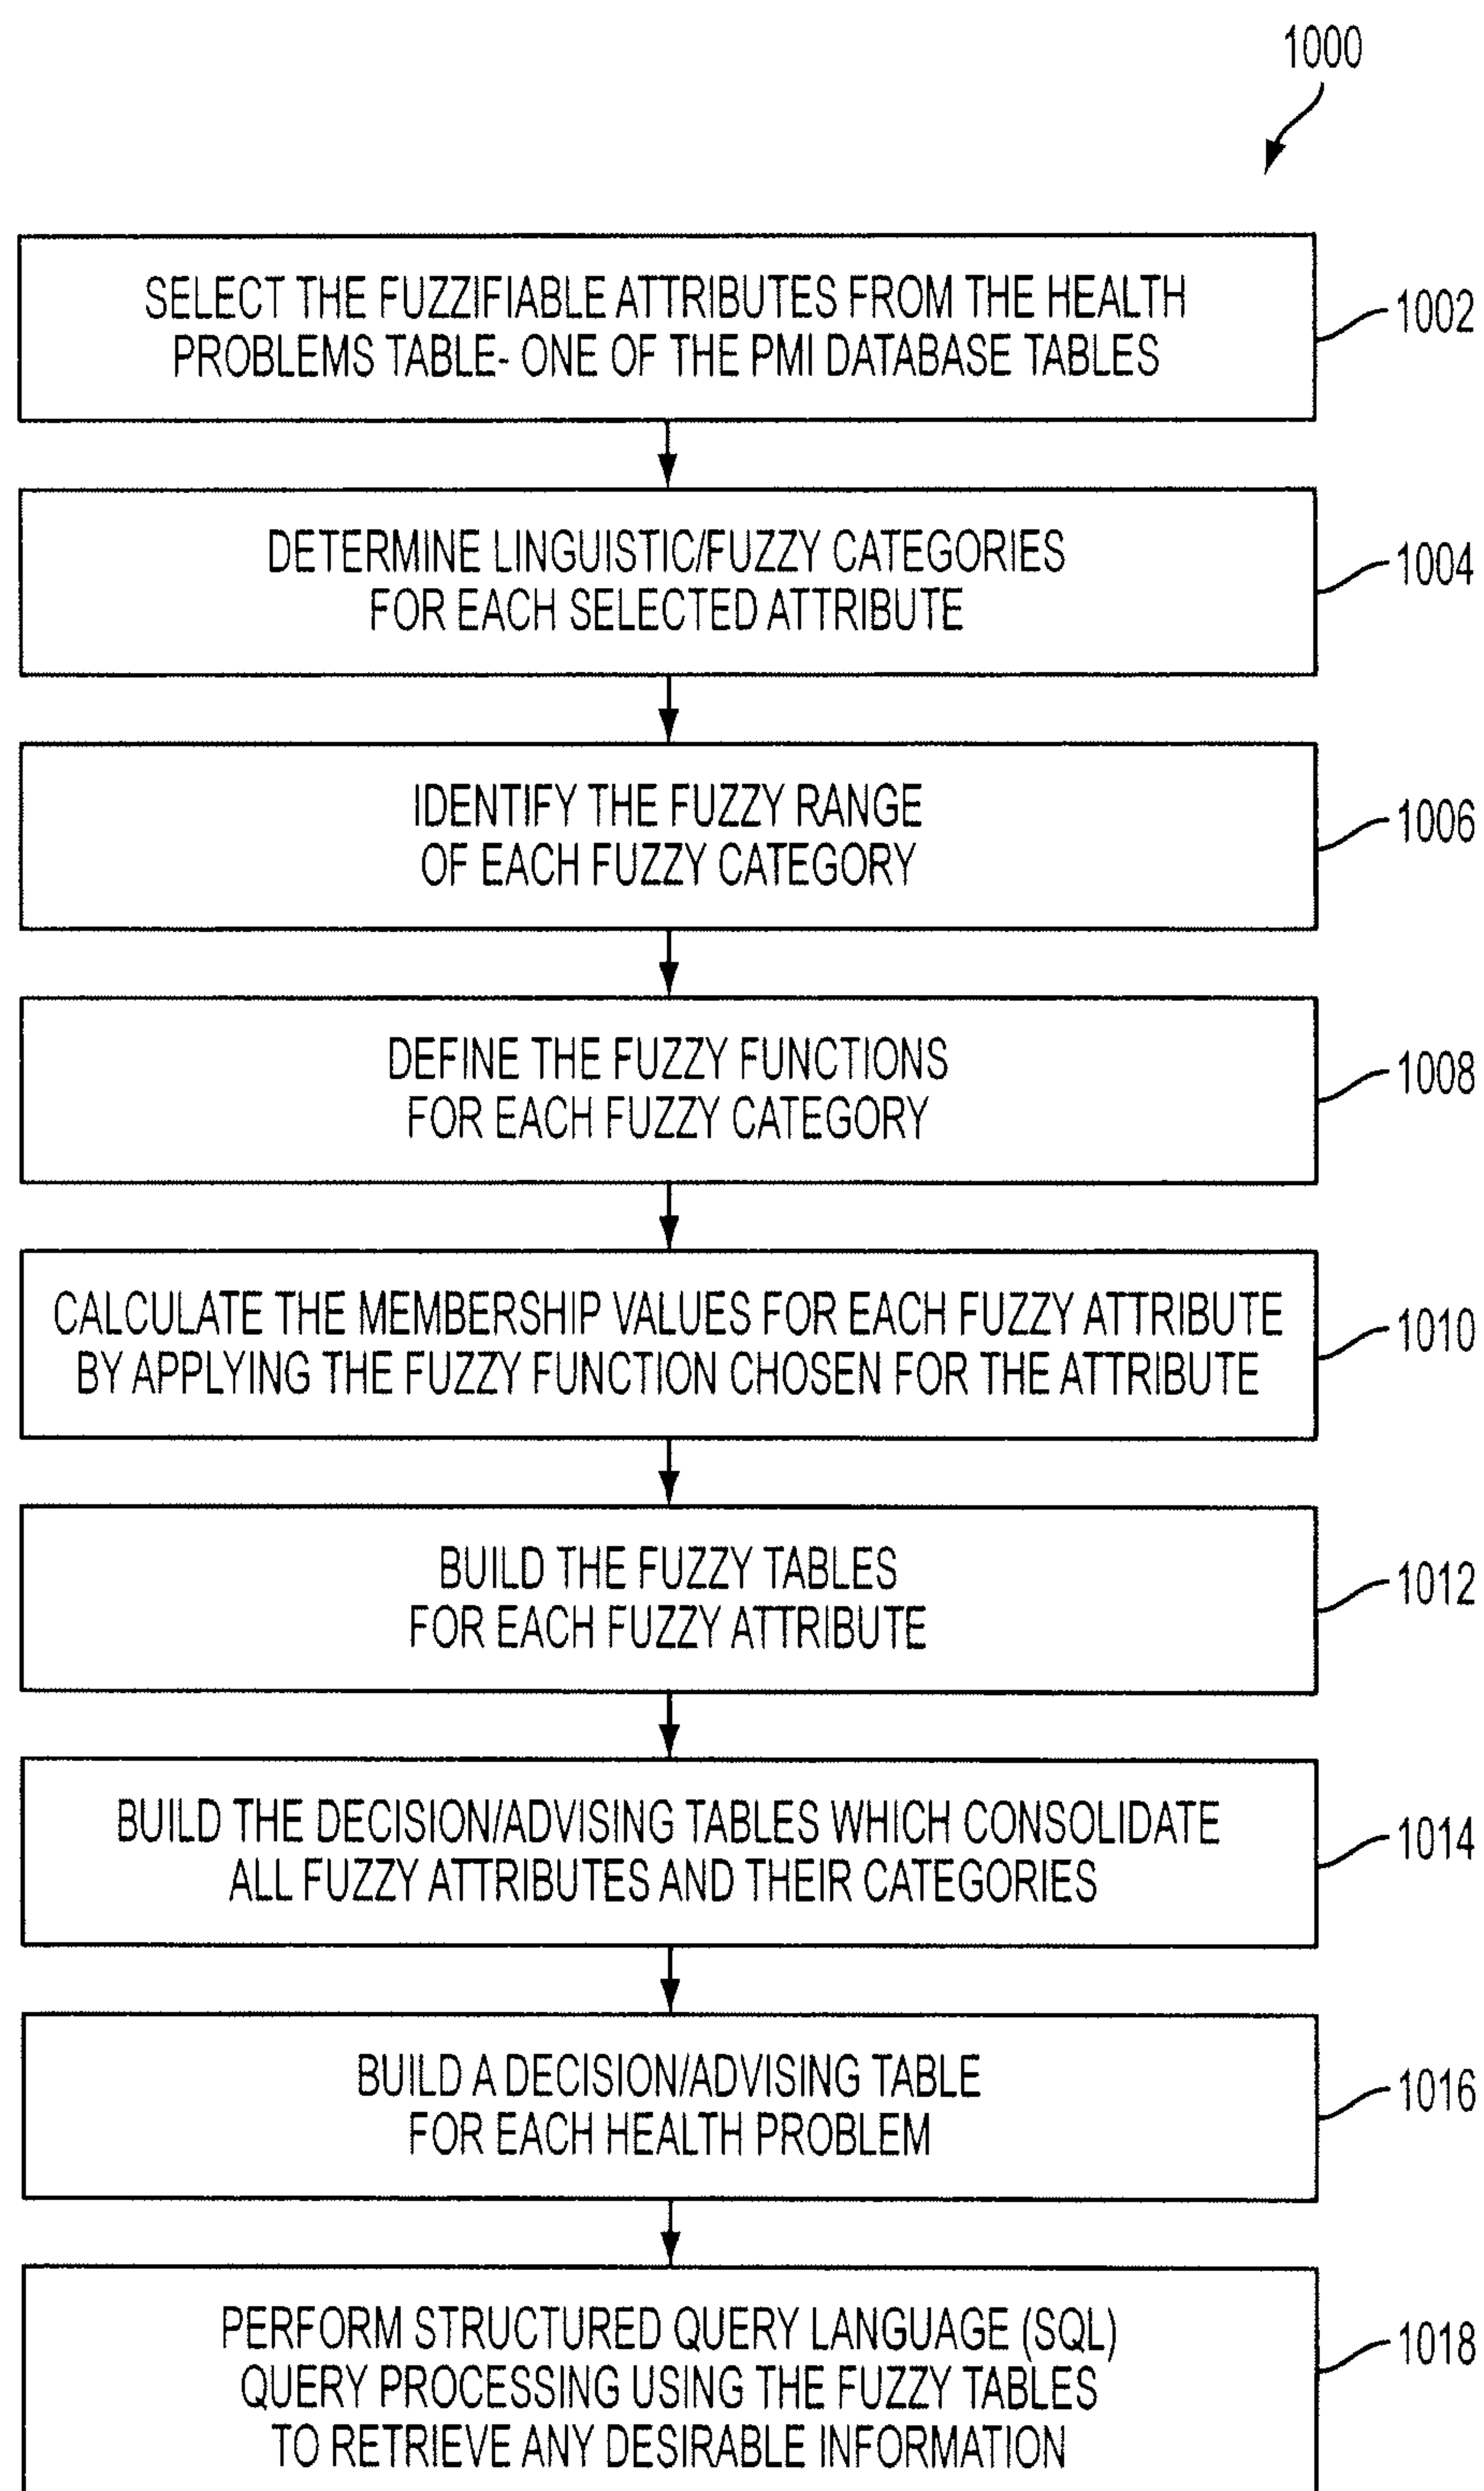 1000
SELECT THE FUZZIFIABLE ATTRIBUTES FROM THE HEALTH
PROBLEMS TABLE- ONE OF THE PMI DATABASE TABLES
1002
DETERMINE LINGUISTIC/FUZZY CATEGORIES
FOR EACH SELECTED ATTRIBUTE
1004
IDENTIFY THE FUZZY RANGE
OF EACH FUZZY CATEGORY
1006
DEFINE THE FUZZY FUNCTIONS
FOR EACH FUZZY CATEGORY
1008
CALCULATE THE MEMBERSHIP VALUES FOR EACH FUZZY ATTRIBUTE
BY APPLYING THE FUZZY FUNCTION CHOSEN FOR THE ATTRIBUTE
1010
BUILD THE FUZZY TABLES
FOR EACH FUZZY ATTRIBUTE
1012
BUILD THE DECISION/ADVISING TABLES WHICH CONSOLIDATE
ALL FUZZY ATTRIBUTES AND THEIR CATEGORIES
1014
BUILD A DECISION/ADVISING TABLE
FOR EACH HEALTH PROBLEM
1016
PERFORM STRUCTURED QUERY LANGUAGE (SQL)
QUERY PROCESSING USING THE FUZZY TABLES
TO RETRIEVE ANY DESIRABLE INFORMATION
1018